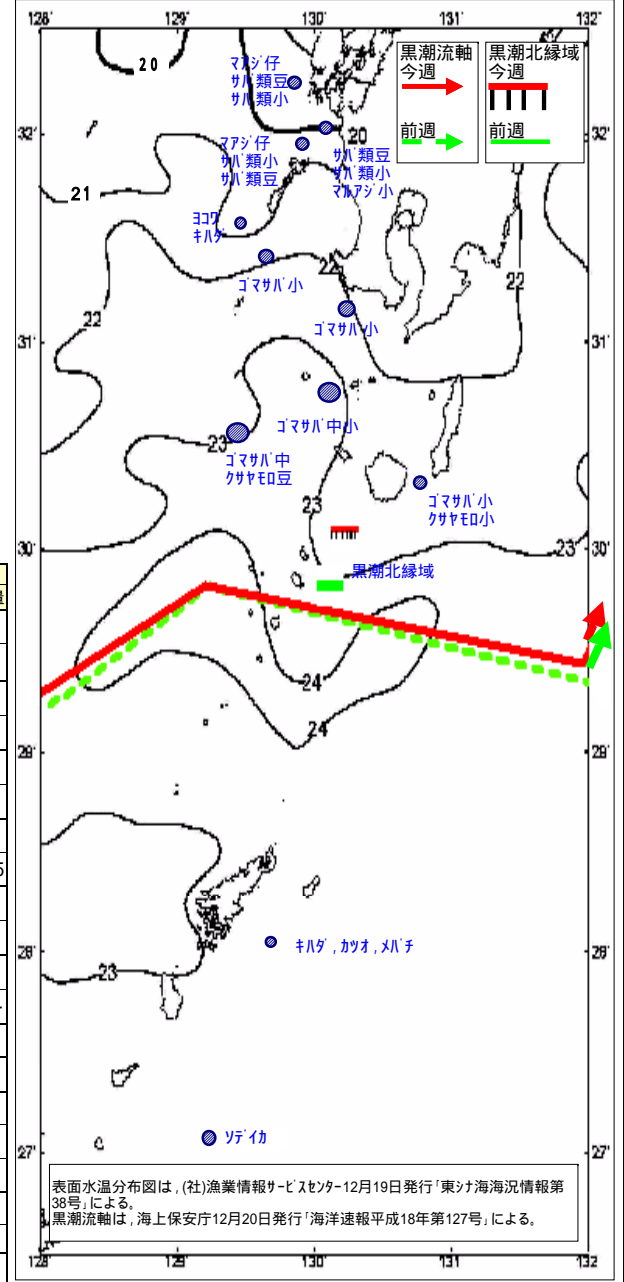 128゜ 129゜ 130゜ 131゜ 132゜
黒潮流軸
今週
前週
黒潮北縁域
今週
前週
20
ﾏｱｼﾞ仔
ｻﾊﾞ類豆
ｻﾊﾞ類小
32゜
32゜
20
ﾏｱｼﾞ仔
ｻﾊﾞ類小
ｻﾊﾞ類豆
ｻﾊﾞ類豆
ｻﾊﾞ類小
ﾏﾙｱｼﾞ小
21
ﾖｺﾜ
ｷﾊﾀﾞ
ｺﾞﾏｻﾊﾞ小
22
22
22
ｺﾞﾏｻﾊﾞ小
31゜
31゜
ｺﾞﾏｻﾊﾞ中小
23
ｺﾞﾏｻﾊﾞ中
ｸｻﾔﾓﾛ豆
23
ｺﾞﾏｻﾊﾞ小
ｸｻﾔﾓﾛ小
30゜
23
30゜
黒潮北縁域
24
24
29゜
29゜
5
28゜
ｷﾊﾀﾞ,ｶﾂｵ,ﾒﾊﾞﾁ
28゜
23
27゜
ｿﾃﾞｲｶ
27゜
表面水温分布図は,(社)漁業情報ｻｰﾋﾞｽｾﾝﾀｰ12月19日発行｢東ｼﾅ海海況情報第
38号｣による。
黒潮流軸は,海上保安庁12月20日発行｢海洋速報平成18年第127号｣による。
128゜ 129゜ 130゜ 131゜ 132